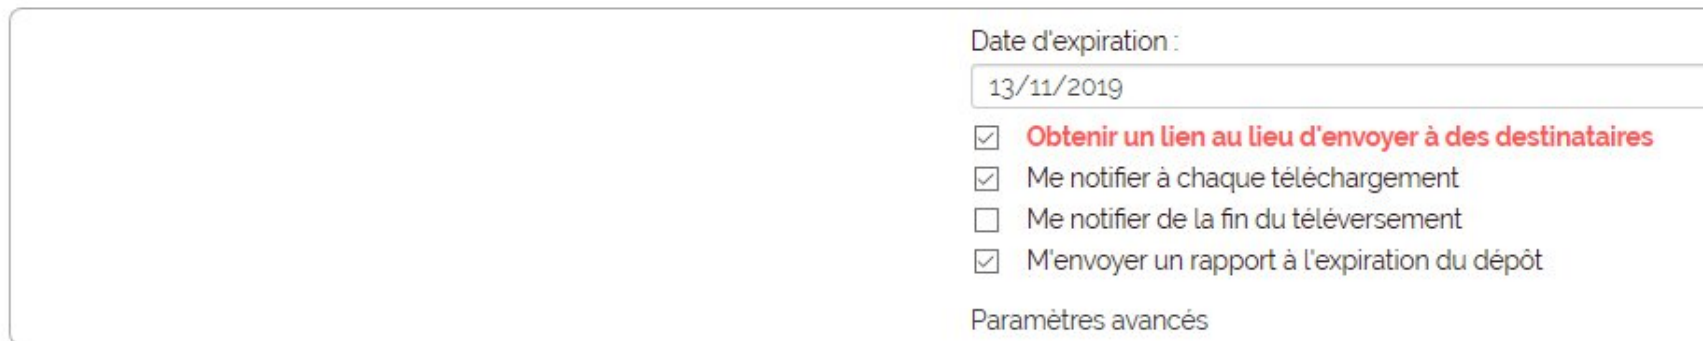 Date d'expiration :
13/11/2019
Obtenir un lien au lieu d'envoyer à des destinataires
Me notifier à chaque téléchargement
Me notifier de la fin du téléversement
M'envoyer un rapport à l'expiration du dépôt
Paramètres avancés